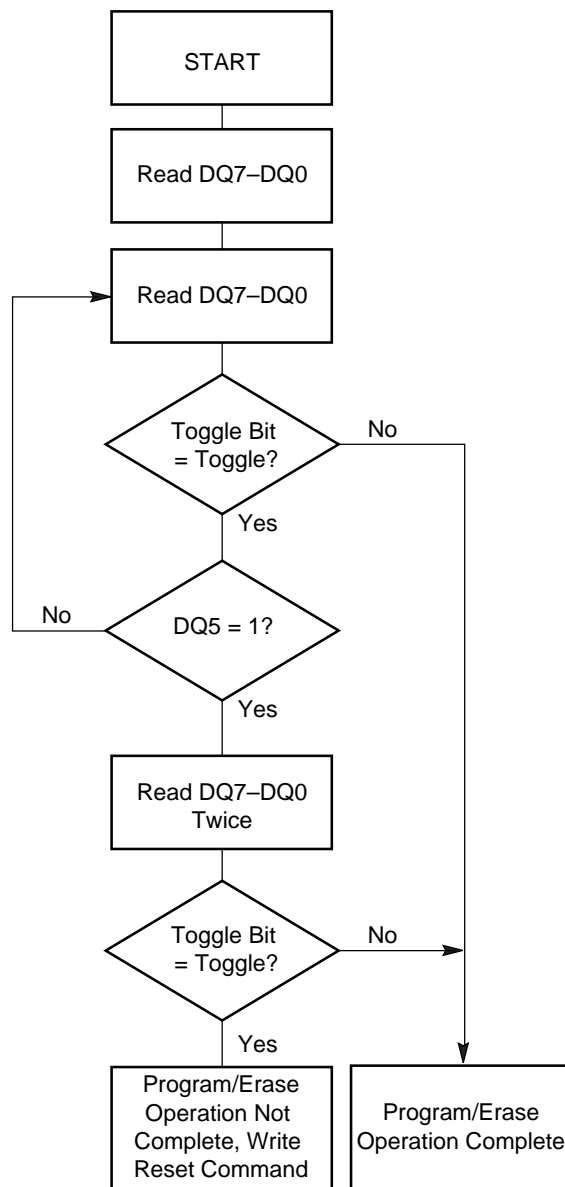 START
Read DQ7–DQ0
Read DQ7–DQ0
Toggle Bit
= Toggle?
No
Yes
No
DQ5 = 1?
Yes
Read DQ7–DQ0
Twice
Toggle Bit
= Toggle?
No
Yes
Program/Erase
Operation Not
Complete, Write
Reset Command
Program/Erase
Operation Complete